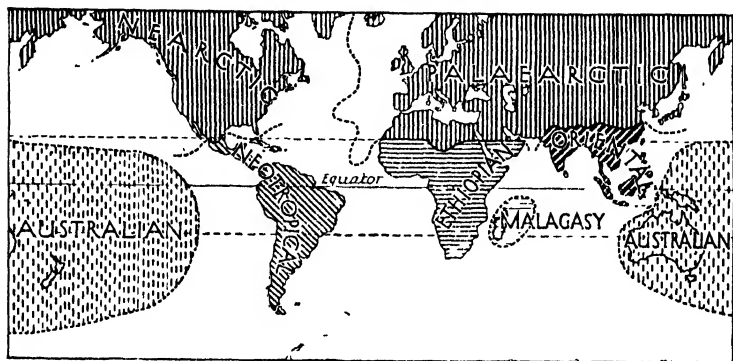 NEARCTIC
PALAEARCTIC
NEOTROPICAL
ORIENTAL
ETHIOPIAN
Equator
MALAGASY
AUSTRALIAN
AUSTRALIAN